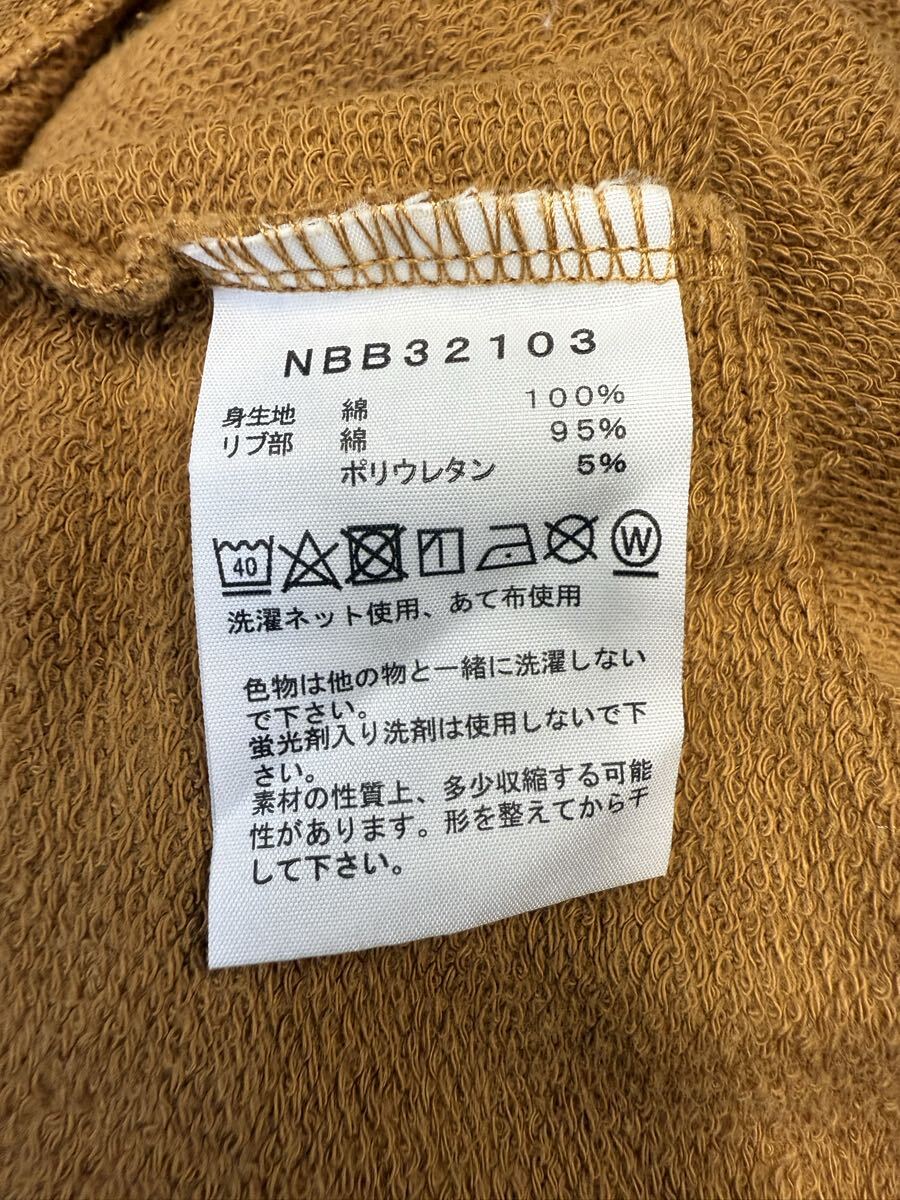 NBB32103
身生地 綿 100%
リブ部 綿 95%
ポリウレタン 5%
40 W
洗濯ネット使用、あて布使用
色物は他の物と一緒に洗濯しない
で下さい。
蛍光剤入り洗剤は使用しないで下
さい。
素材の性質上、多少収縮する可能
性があります。形を整えてから干
して下さい。